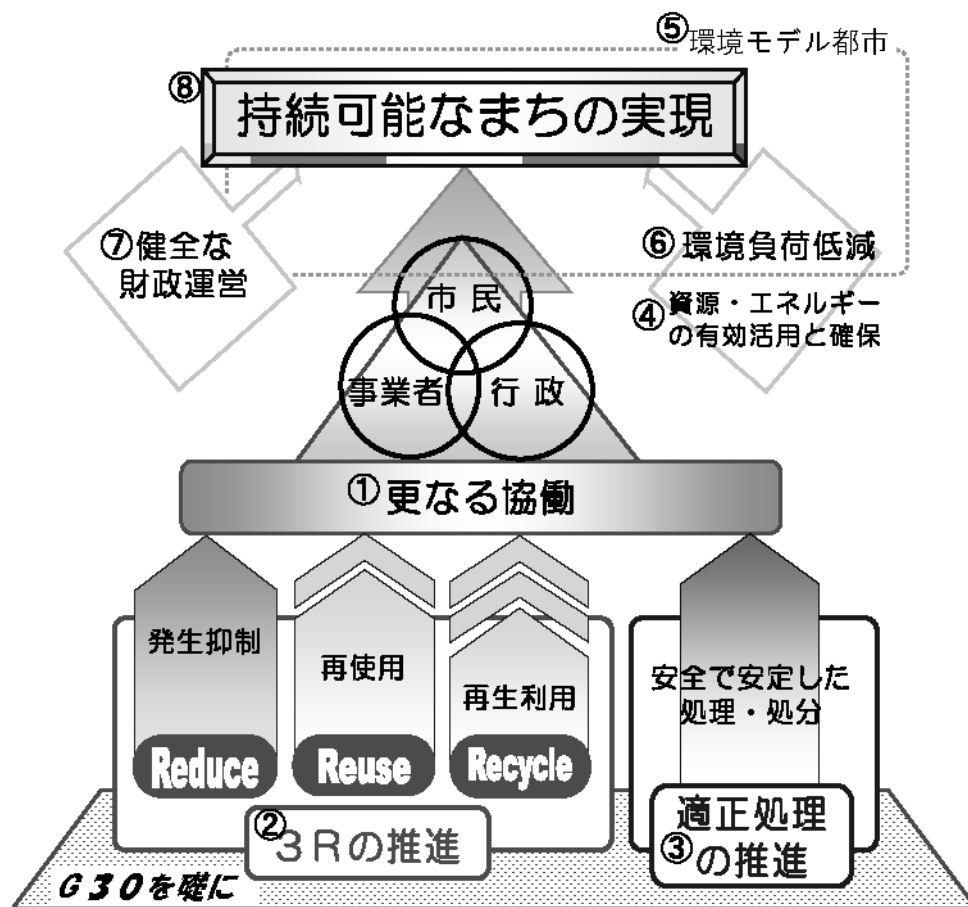 ⑤環境モデル都市
⑧持続可能なまちの実現
⑦健全な
財政運営
⑥環境負荷低減
④資源・エネルギー
の有効活用と確保
市民
事業者
行政
①更なる協働
発生抑制
再使用
再生利用
安全で安定した
処理・処分
Reduce
Reuse
Recycle
②3Rの推進
適正処理
③の推進
G30を礎に